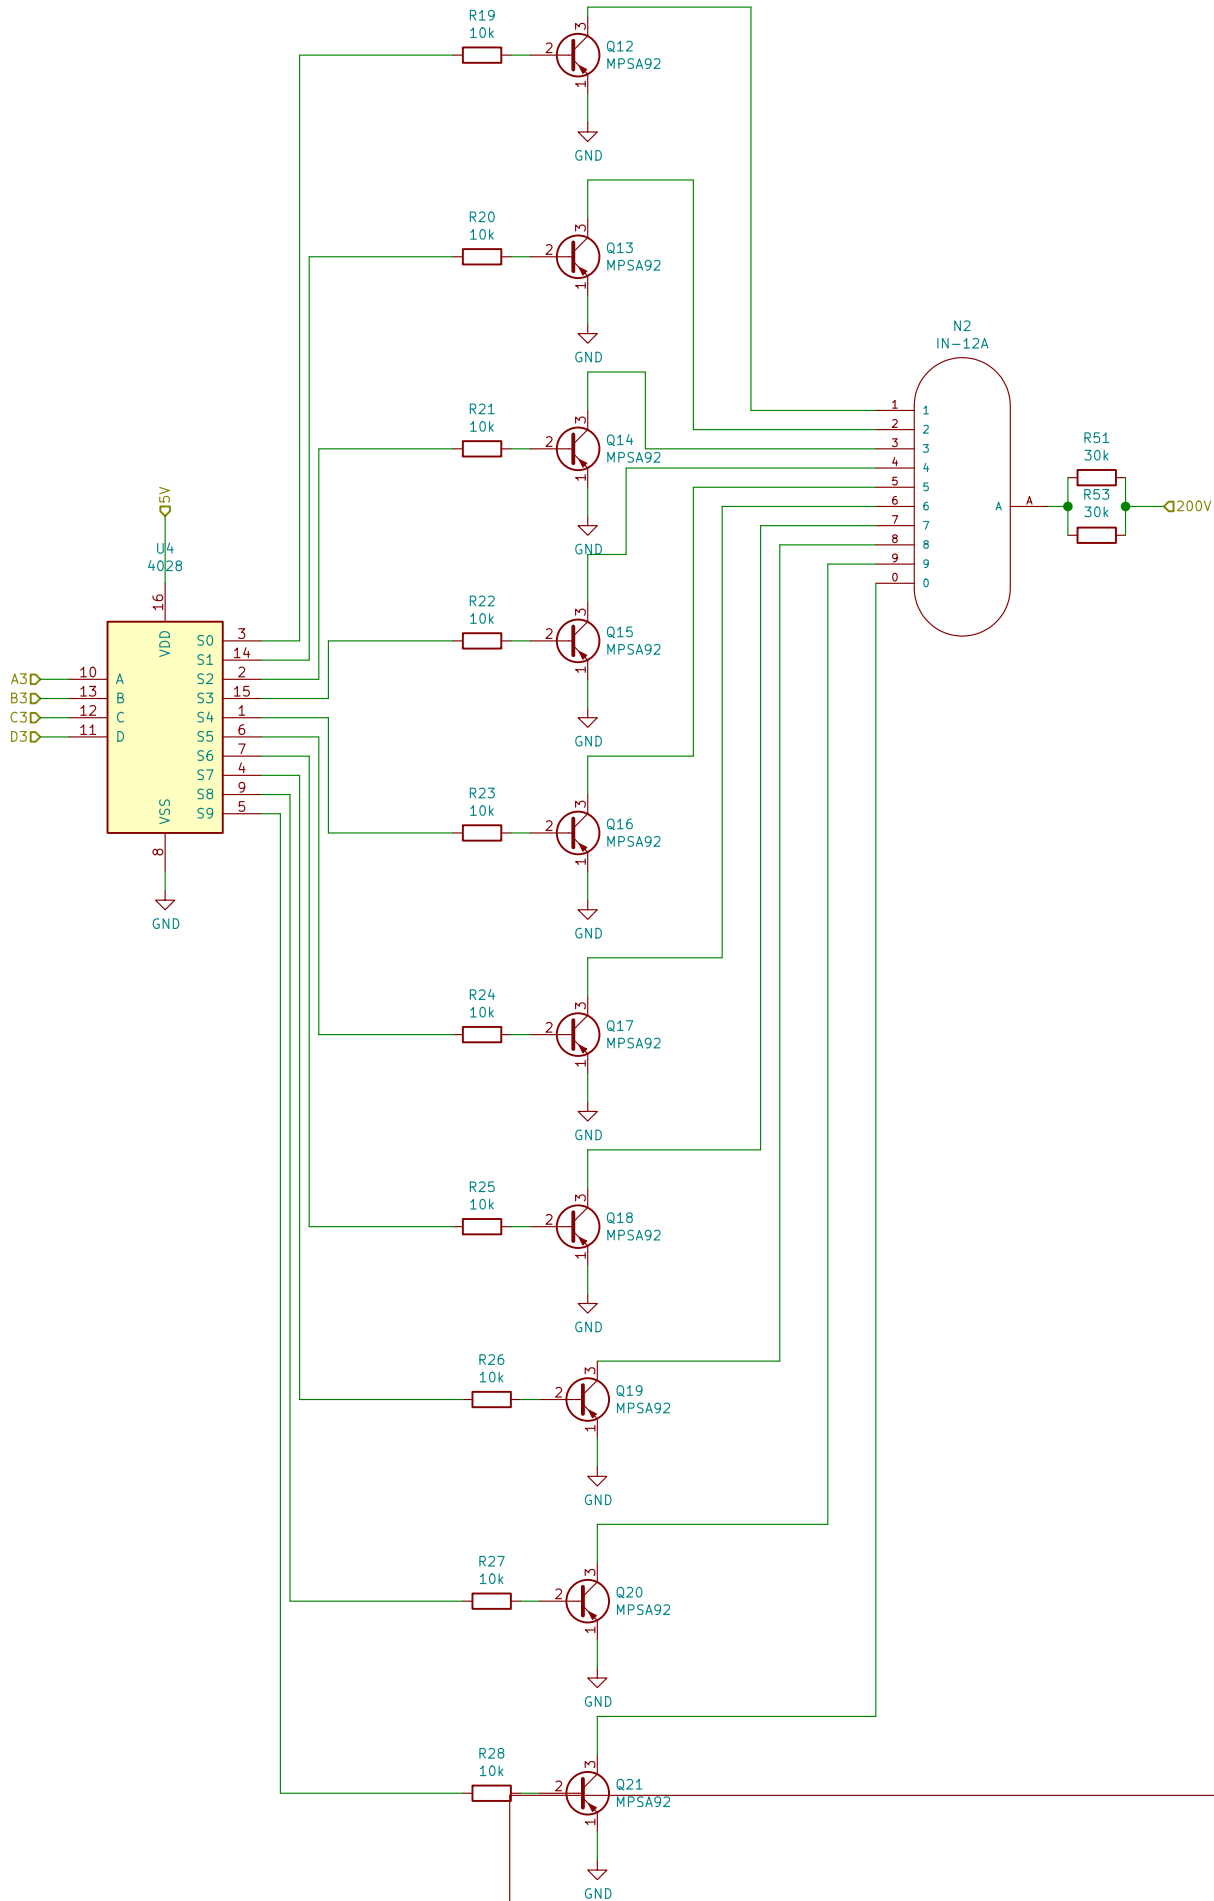 R19
10k
3
2
Q12
MPSA92
1
GND
R20
10k
3
2
Q13
MPSA92
1
GND
R21
10k
3
2
Q14
MPSA92
1
GND
R22
10k
3
2
Q15
MPSA92
1
GND
R23
10k
3
2
Q16
MPSA92
1
GND
R24
10k
3
2
Q17
MPSA92
1
GND
R25
10k
3
2
Q18
MPSA92
1
GND
R26
10k
3
2
Q19
MPSA92
1
GND
R27
10k
3
2
Q20
MPSA92
1
GND
R28
10k
3
2
Q21
MPSA92
1
GND
5V
U4
4028
16
VDD
A3 10 A
B3 13 B
C3 12 C
D3 11 D
S0 3
S1 14
S2 2
S3 15
S4 1
S5 6
S6 7
S7 4
S8 9
S9 5
VSS
8
GND
N2
IN-12A
1 1
2 2
3 3
4 4
5 5
6 6
7 7
8 8
9 9
0 0
A A
R51
30k
R53
30k
200V